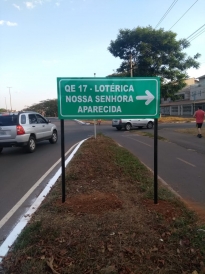 QE 17 - LOTÉRICA
NOSSA SENHORA
APARECIDA